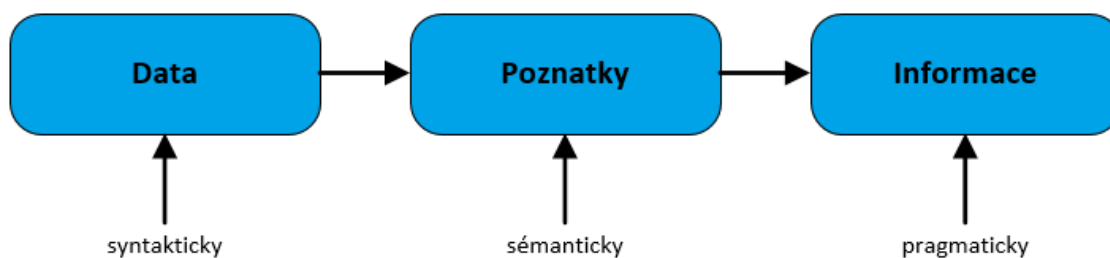 Data
Poznatky
Informace
syntakticky
sémanticky
pragmaticky